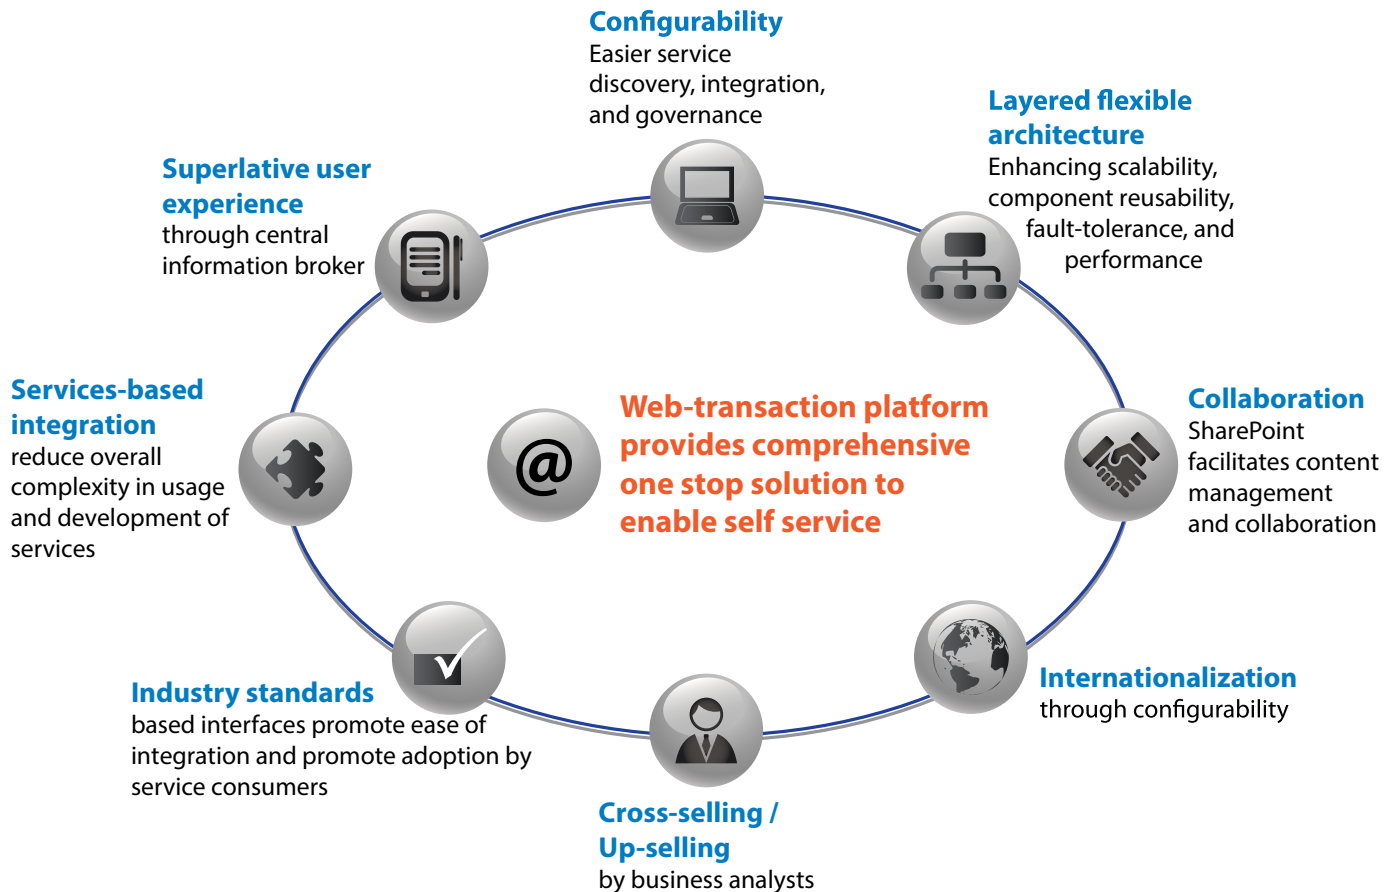 Configurability
Easier service
discovery, integration,
and governance
Layered flexible
architecture
Enhancing scalability,
component reusability,
fault-tolerance, and
performance
Superlative user
experience
through central
information broker
Services-based
integration
reduce overall
complexity in usage
and development of
services
@
Web-transaction platform
provides comprehensive
one stop solution to
enable self service
Collaboration
SharePoint
facilitates content
management
and collaboration
Industry standards
based interfaces promote ease of
integration and promote adoption by
service consumers
Internationalization
through configurability
Cross-selling /
Up-selling
by business analysts